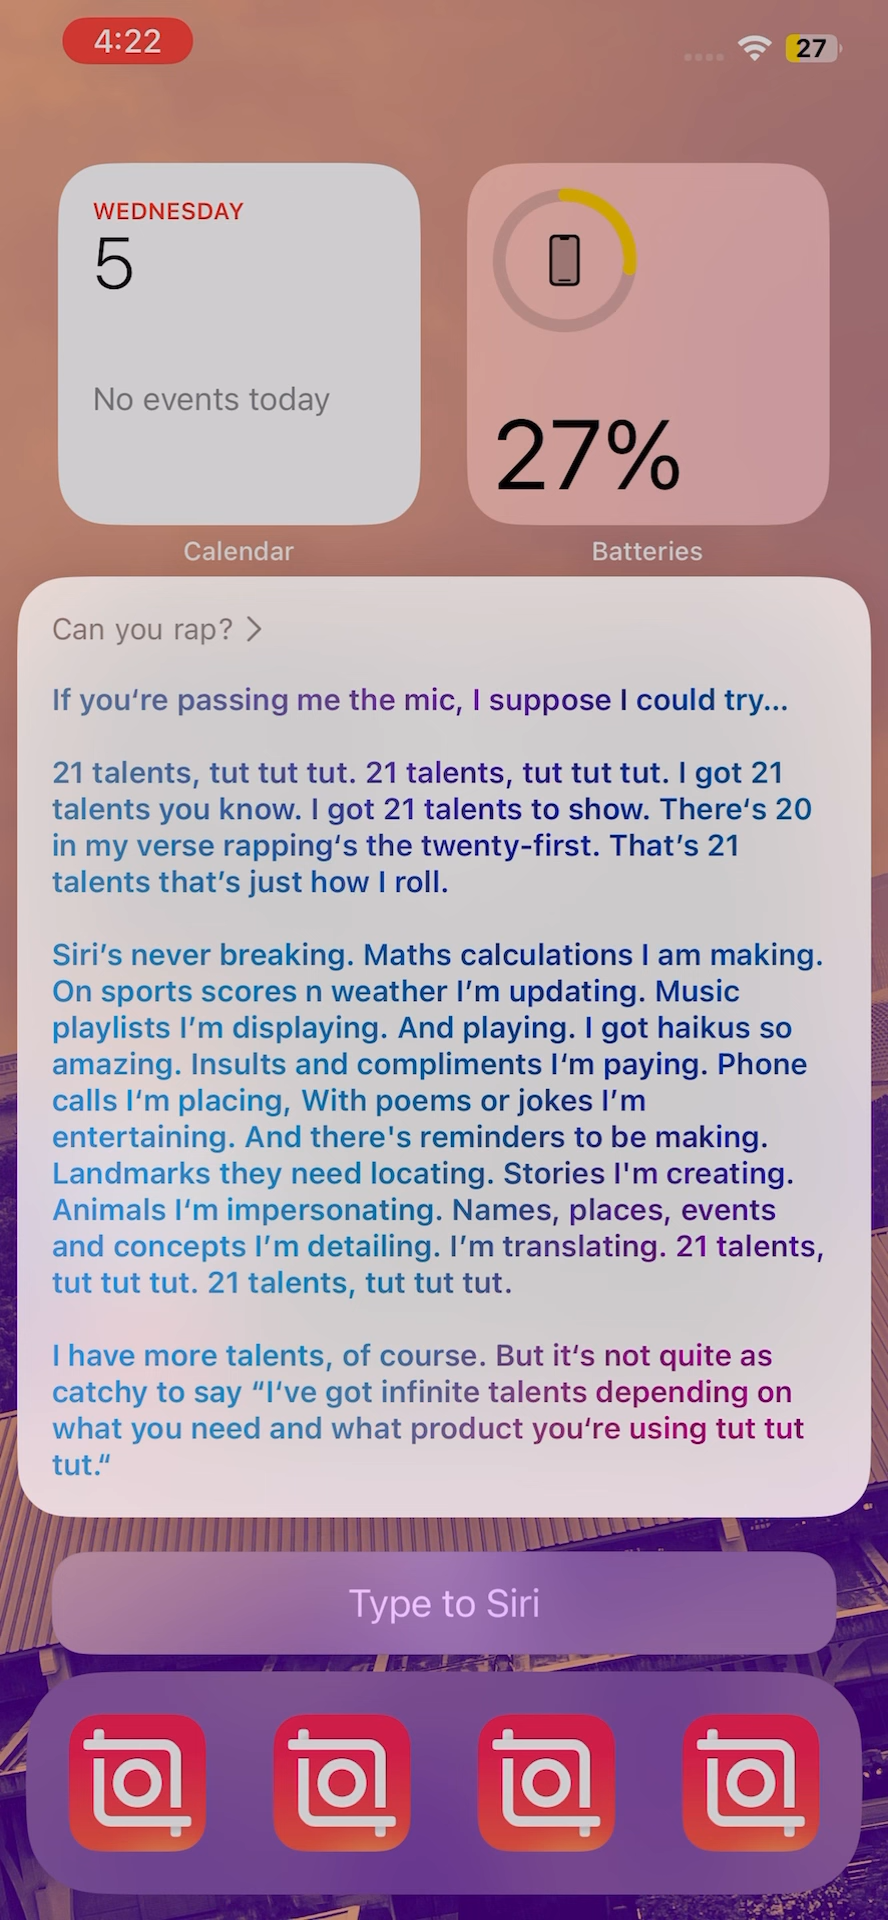 4:22
27
WEDNESDAY
5
No events today
27%
Calendar
Batteries
Can you rap?
If you‘re passing me the mic, I suppose I could try...
21 talents, tut tut tut. 21 talents, tut tut tut. I got 21
talents you know. I got 21 talents to show. There‘s 20
in my verse rapping‘s the twenty-first. That’s 21
talents that’s just how I roll.
Siri’s never breaking. Maths calculations I am making.
On sports scores n weather I’m updating. Music
playlists I’m displaying. And playing. I got haikus so
amazing. Insults and compliments I‘m paying. Phone
calls I‘m placing, With poems or jokes I’m
entertaining. And there's reminders to be making.
Landmarks they need locating. Stories I'm creating.
Animals I‘m impersonating. Names, places, events
and concepts I’m detailing. I’m translating. 21 talents,
tut tut tut. 21 talents, tut tut tut.
I have more talents, of course. But it‘s not quite as
catchy to say “I‘ve got infinite talents depending on
what you need and what product you‘re using tut tut
tut.“
Type to Siri